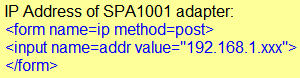 IP Address of SPA1001 adapter:
<form name=ip method=post>
<input name=addr value="192.168.1.xxx">
</form>